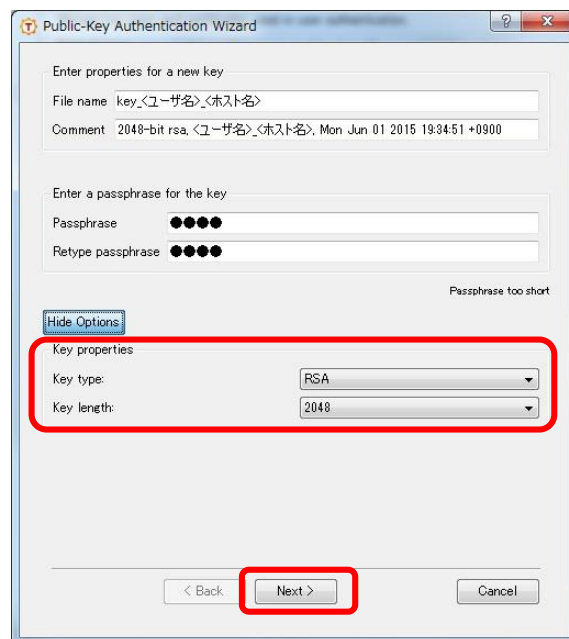 Public-Key Authentication Wizard
Enter properties for a new key
File name key_<ユーザ名>_<ホスト名>
Comment 2048-bit rsa, <ユーザ名>_<ホスト名>, Mon Jun 01 2015 19:34:51 +0900
Enter a passphrase for the key
Passphrase ●●●●
Retype passphrase ●●●●
Passphrase too short
Hide Options
Key properties
Key type: RSA
Key length: 2048
< Back Next > Cancel